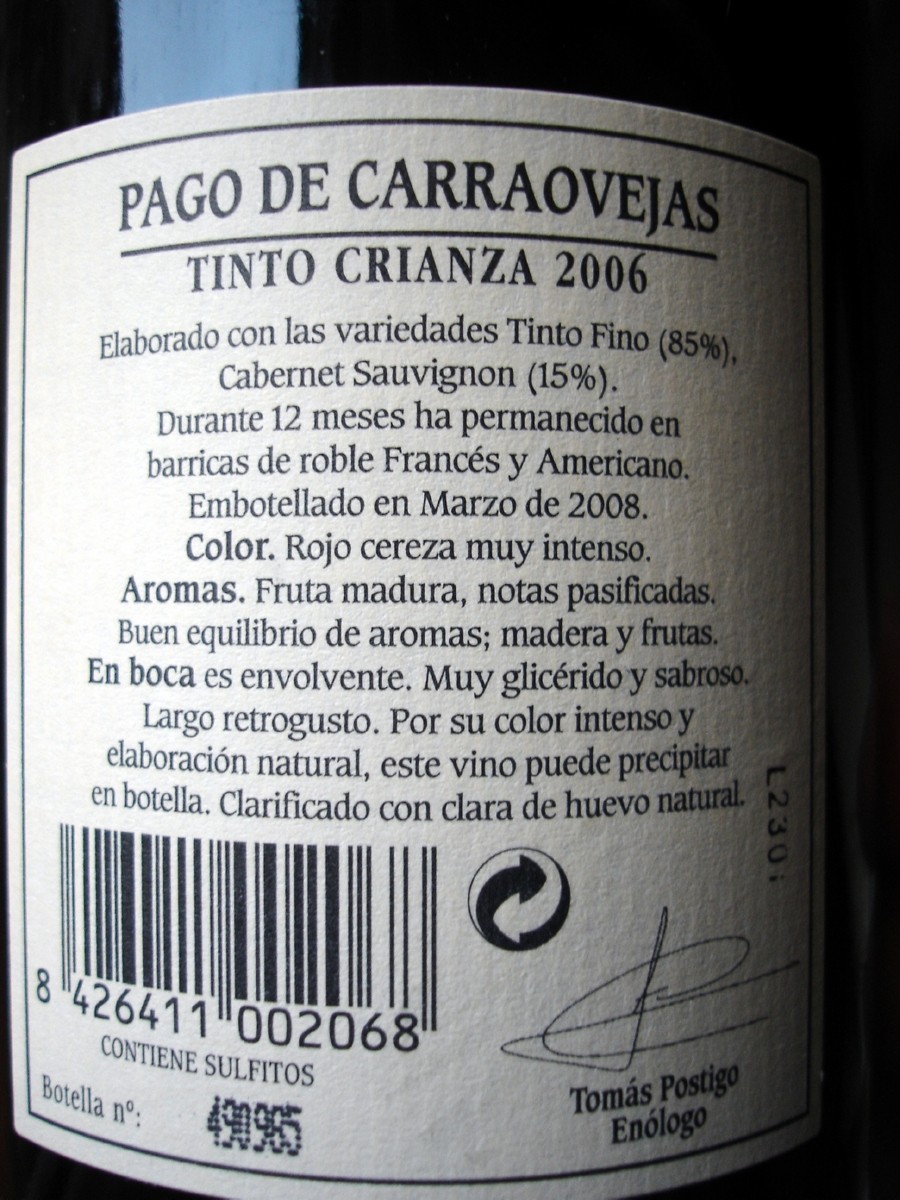 PAGO DE CARRAOVEJAS
TINTO CRIANZA 2006
Elaborado con las variedades Tinto Fino (85%),
Cabernet Sauvignon (15%).
Durante 12 meses ha permanecido en
barricas de roble Francés y Americano.
Embotellado en Marzo de 2008.
Color. Rojo cereza muy intenso.
Aromas. Fruta madura, notas pasificadas.
Buen equilibrio de aromas; madera y frutas.
En boca es envolvente. Muy glicérido y sabroso.
Largo retrogusto. Por su color intenso y
elaboración natural, este vino puede precipitar
en botella. Clarificado con clara de huevo natural.
8 426411 002068
CONTIENE SULFITOS
Botella nº:
Tomás Postigo
Enólogo